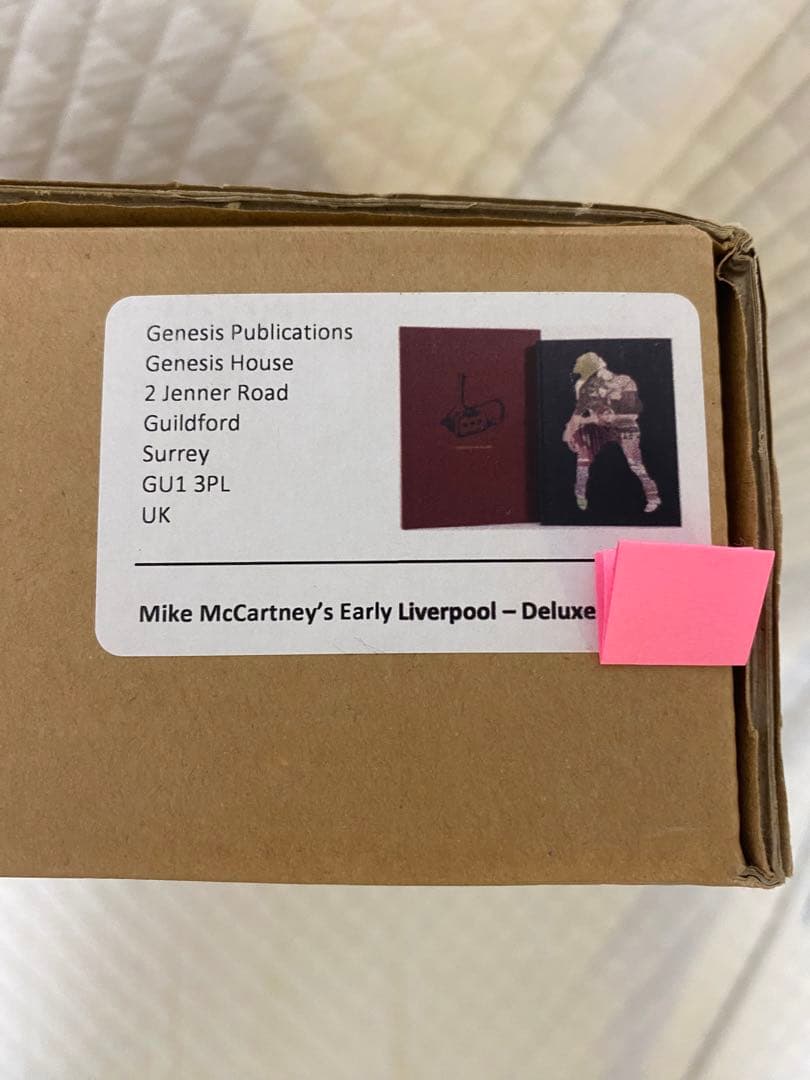 Genesis Publications
Genesis House
2 Jenner Road
Guildford
Surrey
GU1 3PL
UK
Mike McCartney's Early Liverpool – Deluxe